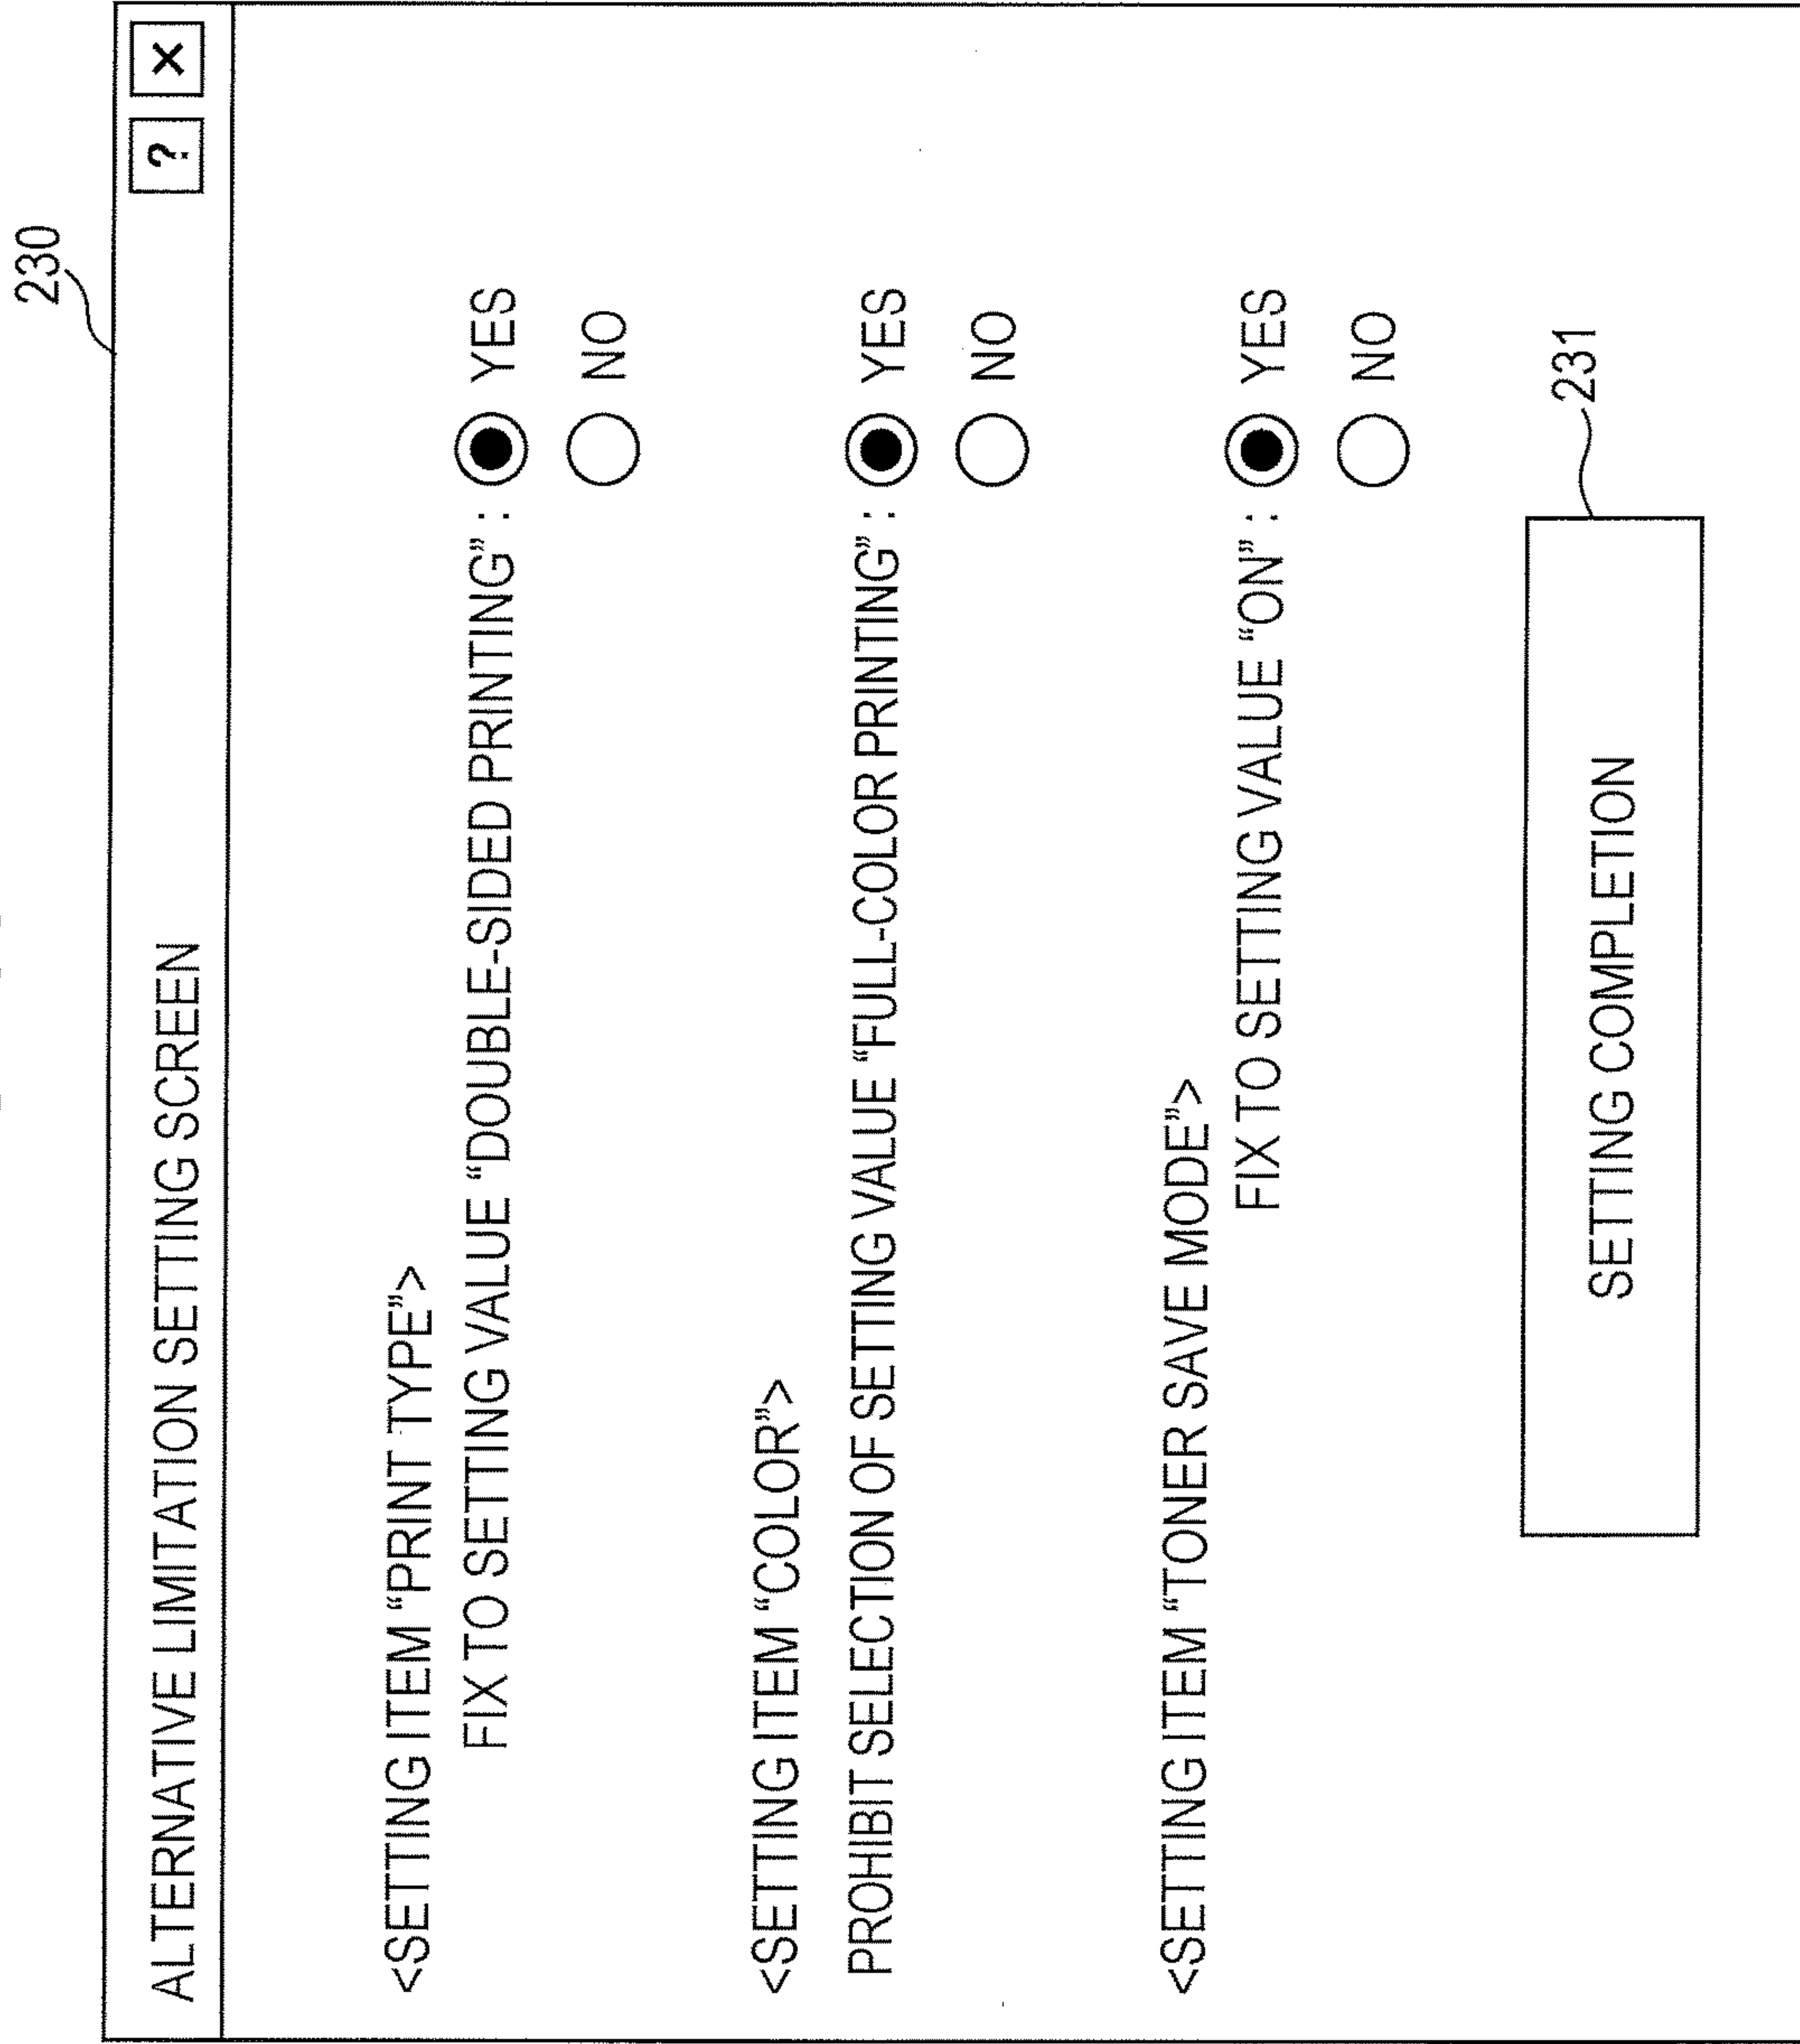 230
ALTERNATIVE LIMITATION SETTING SCREEN ? X
<SETTING ITEM “PRINT TYPE”>
FIX TO SETTING VALUE “DOUBLE-SIDED PRINTING” : YES
NO
<SETTING ITEM “COLOR”>
PROHIBIT SELECTION OF SETTING VALUE “FULL-COLOR PRINTING” : YES
NO
<SETTING ITEM “TONER SAVE MODE”>
FIX TO SETTING VALUE “ON” : YES
NO
231
SETTING COMPLETION